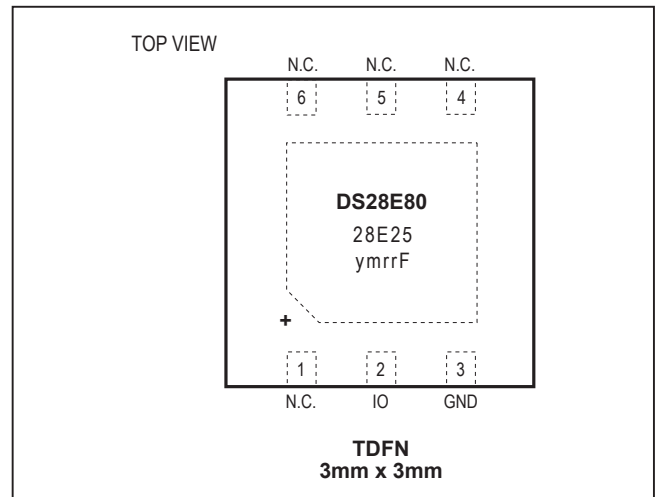 TOP VIEW
N.C. N.C. N.C.
6 5 4
DS28E80
28E25
ymrrF
+
1 2 3
N.C. IO GND
TDFN
3mm x 3mm